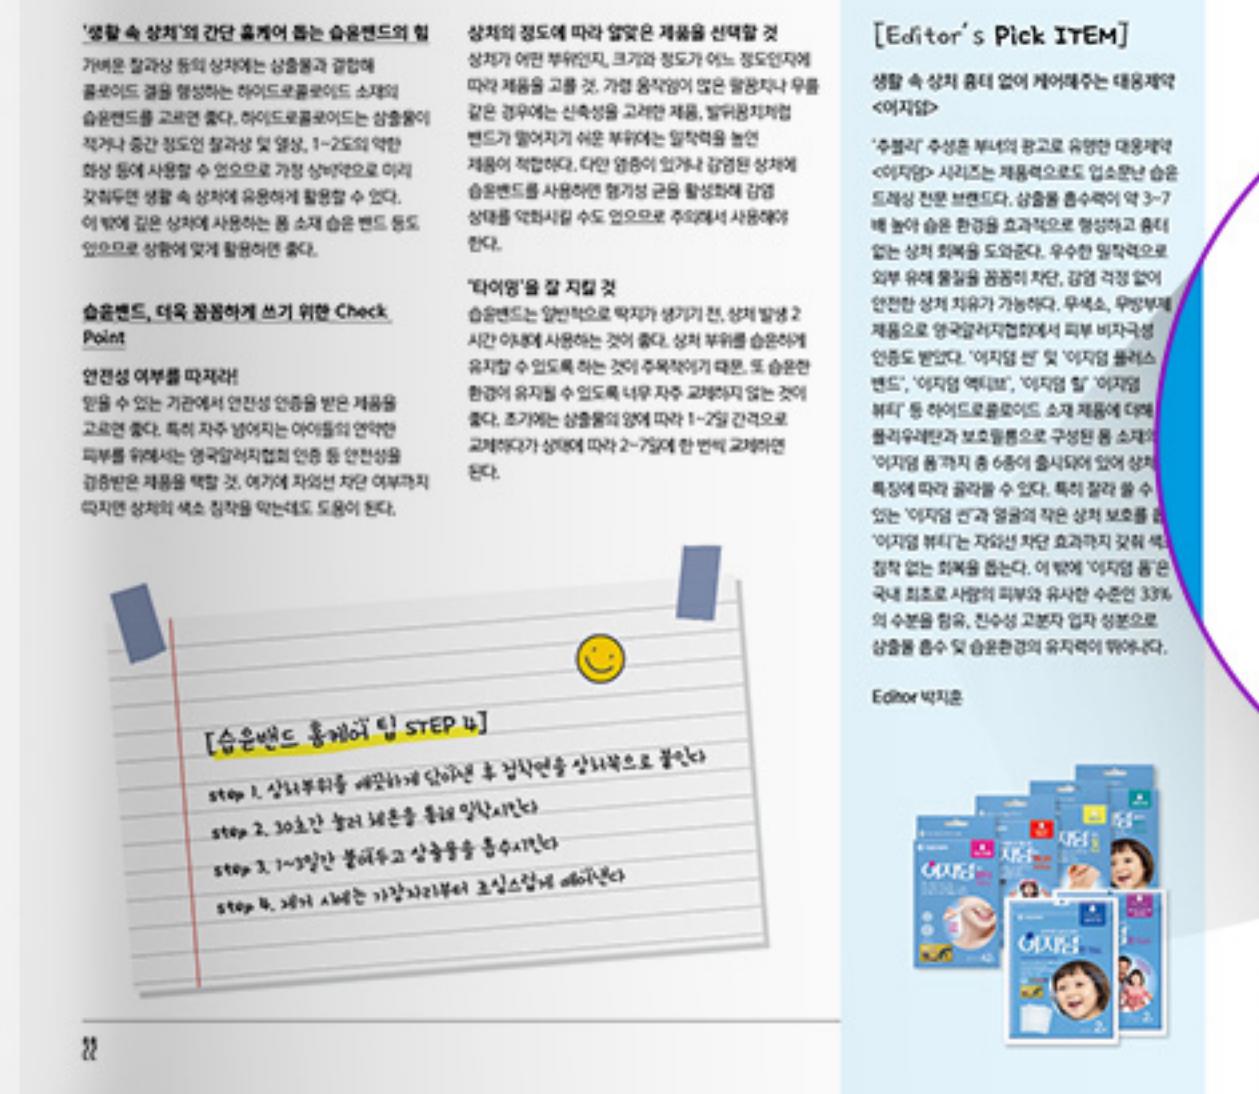 '생활 속 상처'의 간단 홈케어 돕는 습윤밴드의 힘
가벼운 찰과상 등의 상처에는 삼출물과 결합해
콜로이드 겔을 형성하는 하이드로콜로이드 소재의
습윤밴드를 고르면 좋다. 하이드로콜로이드는 삼출물이
적거나 중간 정도인 찰과상 및 열상, 1~2도의 약한
화상 등에 사용할 수 있으므로 가정 상비약으로 미리
갖춰두면 생활 속 상처에 유용하게 활용할 수 있다.
이 밖에 깊은 상처에 사용하는 폼 소재 습윤 밴드 등도
있으므로 상황에 맞게 활용하면 좋다.
습윤밴드, 더욱 꼼꼼하게 쓰기 위한 Check
Point
안전성 여부를 따져라!
믿을 수 있는 기관에서 안전성 인증을 받은 제품을
고르면 좋다. 특히 자주 넘어지는 아이들의 연약한
피부를 위해서는 영국알러지협회 인증 등 안전성을
검증받은 제품을 택할 것. 여기에 자외선 차단 여부까지
따지면 상처의 색소 침착을 막는데도 도움이 된다.
상처의 정도에 따라 알맞은 제품을 선택할 것
상처가 어떤 부위인지, 크기와 정도가 어느 정도인지에
따라 제품을 고를 것. 가령 움직임이 많은 팔꿈치나 무릎
같은 경우에는 신축성을 고려한 제품, 발뒤꿈치처럼
밴드가 떨어지기 쉬운 부위에는 밀착력을 높인
제품이 적합하다. 다만 염증이 있거나 감염된 상처에
습윤밴드를 사용하면 혐기성 균을 활성화해 감염
상태를 악화시킬 수도 있으므로 주의해서 사용해야
한다.
'타이밍'을 잘 지킬 것
습윤밴드는 일반적으로 딱지가 생기기 전, 상처 발생 2
시간 이내에 사용하는 것이 좋다. 상처 부위를 습윤하게
유지할 수 있도록 하는 것이 주목적이기 때문. 또 습윤한
환경이 유지될 수 있도록 너무 자주 교체하지 않는 것이
좋다. 초기에는 삼출물의 양에 따라 1~2일 간격으로
교체하다가 상태에 따라 2~7일에 한 번씩 교체하면
된다.
[습윤밴드 홈케어 팁 STEP 4]
step 1. 상처부위를 깨끗하게 닦아낸 후 접착면을 상처쪽으로 붙인다
step 2. 30초간 눌러 체온을 통해 밀착시킨다
step 3. 1~3일간 붙여두고 삼출물을 흡수시킨다
step 4. 제거 시에는 가장자리부터 조심스럽게 떼어낸다
22
[Editor's Pick ITEM]
생활 속 상처 흉터 없이 케어해주는 대웅제약
<이지덤>
'추블리' 추성훈 부녀의 광고로 유명한 대웅제약
<이지덤> 시리즈는 제품력으로도 입소문난 습윤
드레싱 전문 브랜드다. 삼출물 흡수력이 약 3~7
배 높아 습윤 환경을 효과적으로 형성하고 흉터
없는 상처 회복을 도와준다. 우수한 밀착력으로
외부 유해 물질을 꼼꼼히 차단, 감염 걱정 없이
안전한 상처 치유가 가능하다. 무색소, 무방부제
제품으로 영국알러지협회에서 피부 비자극성
인증도 받았다. '이지덤 씬' 및 '이지덤 플러스
밴드', '이지덤 액티브', '이지덤 힐' '이지덤
뷰티' 등 하이드로콜로이드 소재 제품에 대해
폴리우레탄과 보호필름으로 구성된 폼 소재의
'이지덤 폼'까지 총 6종이 출시되어 있어 상처
특징에 따라 골라쓸 수 있다. 특히 잘라 쓸 수
있는 '이지덤 씬'과 얼굴의 작은 상처 보호를
'이지덤 뷰티'는 자외선 차단 효과까지 갖춰
침착 없는 회복을 돕는다. 이 밖에 '이지덤 폼'은
국내 최초로 사람의 피부와 유사한 수준인 33%
의 수분을 함유, 친수성 고분자 입자 성분으로
삼출물 흡수 및 습윤환경의 유지력이 뛰어나다.
Editor 박지훈
이지덤
이지덤